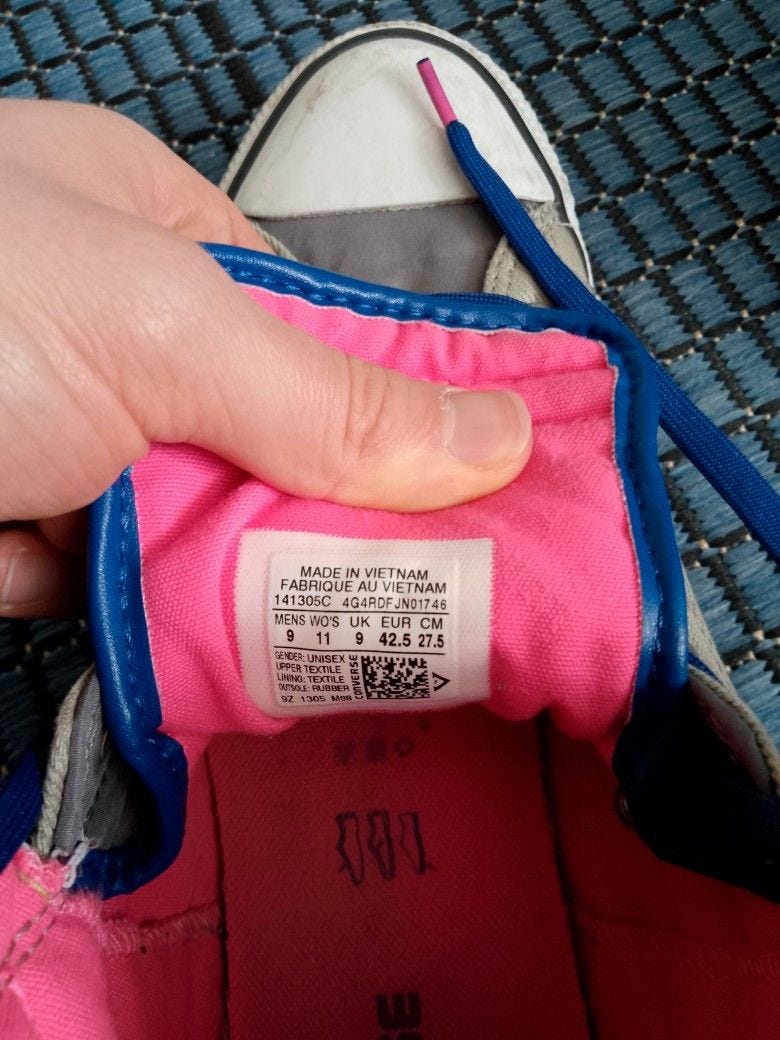 MADE IN VIETNAM
FABRIQUE AU VIETNAM
141305C 4G4RDFJN01746
MENS WO'S UK EUR CM
9 11 9 42.5 27.5
GENDER: UNISEX
UPPER TEXTILE
LINING: TEXTILE
OUTSOLE: RUBBER
9Z 1305 M88
CONVERSE
V
SE